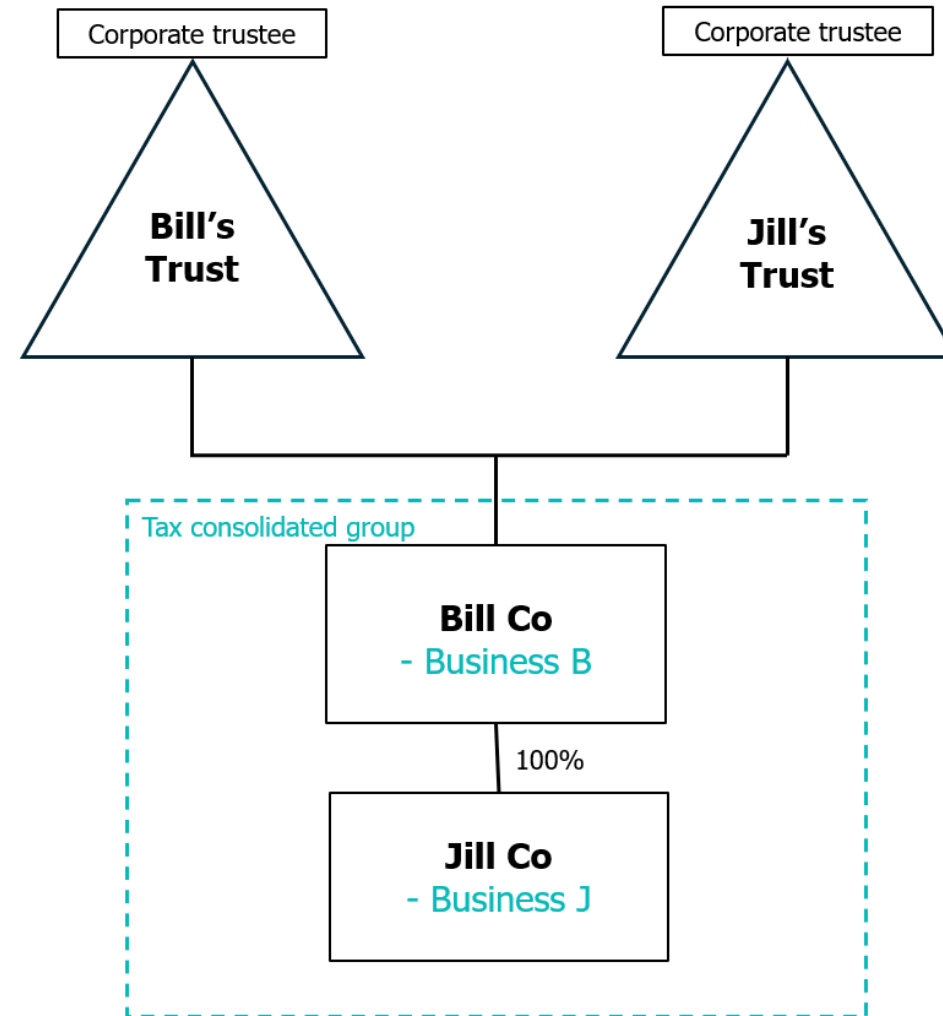 Corporate trustee
Corporate trustee
Bill’s
Trust
Jill’s
Trust
Tax consolidated group
Bill Co
- Business B
100%
Jill Co
- Business J